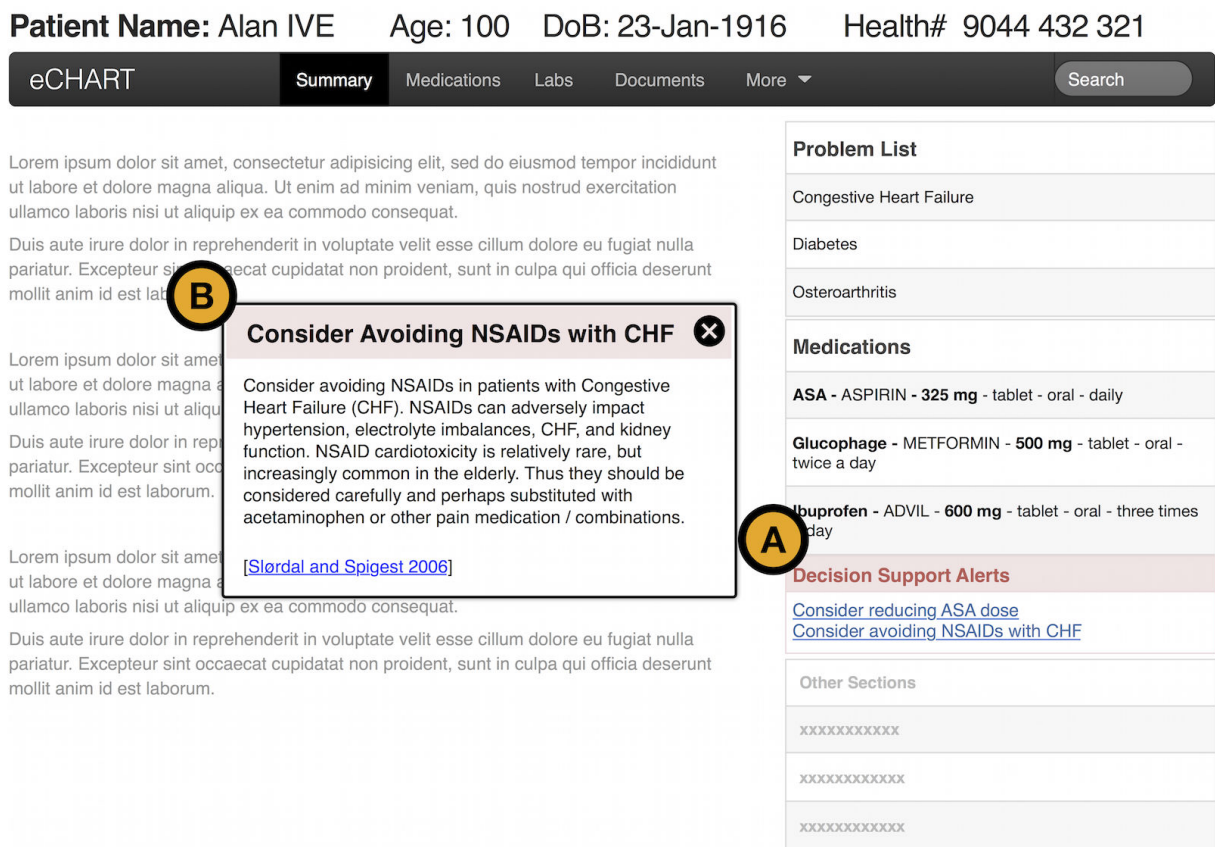 Patient Name: Alan IVE Age: 100 DoB: 23-Jan-1916 Health# 9044 432 321
eCHART Summary Medications Labs Documents More Search
Lorem ipsum dolor sit amet, consectetur adipisicing elit, sed do eiusmod tempor incididunt
ut labore et dolore magna aliqua. Ut enim ad minim veniam, quis nostrud exercitation
ullamco laboris nisi ut aliquip ex ea commodo consequat.
Duis aute irure dolor in reprehenderit in voluptate velit esse cillum dolore eu fugiat nulla
pariatur. Excepteur cupidatat non proident, sunt in culpa qui officia deserunt
mollit anim id est
B
Consider Avoiding NSAIDs with CHF
Consider avoiding NSAIDs in patients with Congestive
Heart Failure (CHF). NSAIDs can adversely impact
hypertension, electrolyte imbalances, CHF, and kidney
function. NSAID cardiotoxicity is relatively rare, but
increasingly common in the elderly. Thus they should be
considered carefully and perhaps substituted with
acetaminophen or other pain medication / combinations.
[Slørdal and Spigest 2006]
Lorem ipsum dolor sit amet
ut labore et dolore magna
ullamco laboris nisi ut
Duis aute irure dolor in
pariatur. Excepteur sint
mollit anim id est laborum.
Lorem ipsum dolor sit amet
ut labore et dolore magna
ullamco laboris nisi ut aliquip ex ea commodo consequat.
Duis aute irure dolor in reprehenderit in voluptate velit esse cillum dolore eu fugiat nulla
pariatur. Excepteur sint occaecat cupidatat non proident, sunt in culpa qui officia deserunt
mollit anim id est laborum.
Problem List
Congestive Heart Failure
Diabetes
Osteroarthritis
Medications
ASA - ASPIRIN - 325 mg - tablet - oral - daily
Glucophage - METFORMIN - 500 mg - tablet - oral -
twice a day
Ibuprofen - ADVIL - 600 mg - tablet - oral - three times
day
A
Decision Support Alerts
Consider reducing ASA dose
Consider avoiding NSAIDs with CHF
Other Sections
xxxxxxxxxxx
xxxxxxxxxxxx
xxxxxxxxxxxx